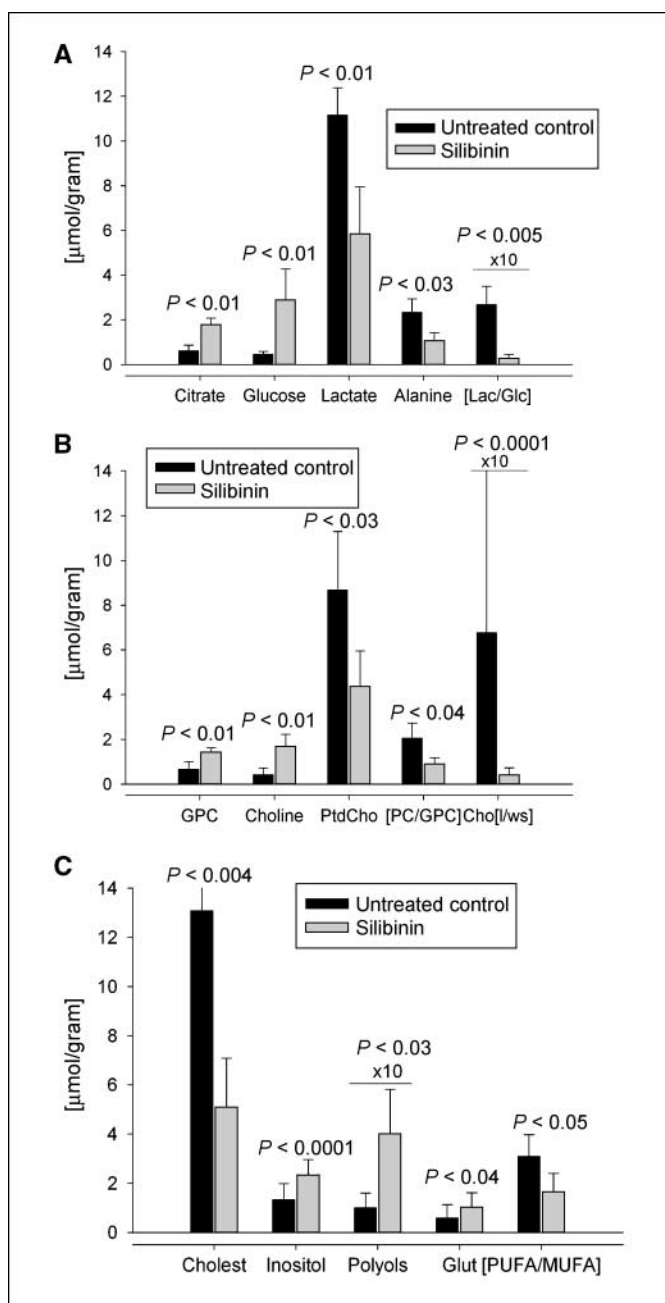 A
14
12
10
8
6
4
2
0
[µmol/gram]
P < 0.01
P < 0.01
P < 0.01
P < 0.03
P < 0.005
x10
Untreated control
Silibinin
Citrate Glucose Lactate Alanine [Lac/Glc]
B
14
12
10
8
6
4
2
0
[µmol/gram]
Untreated control
Silibinin
P < 0.01
P < 0.01
P < 0.03
P < 0.04
P < 0.0001
x10
GPC Choline PtdCho [PC/GPC] Cho[l/ws]
C
14
12
10
8
6
4
2
0
[µmol/gram]
P < 0.004
Untreated control
Silibinin
P < 0.0001
P < 0.03
x10
P < 0.04
P < 0.05
Cholest Inositol Polyols Glut [PUFA/MUFA]